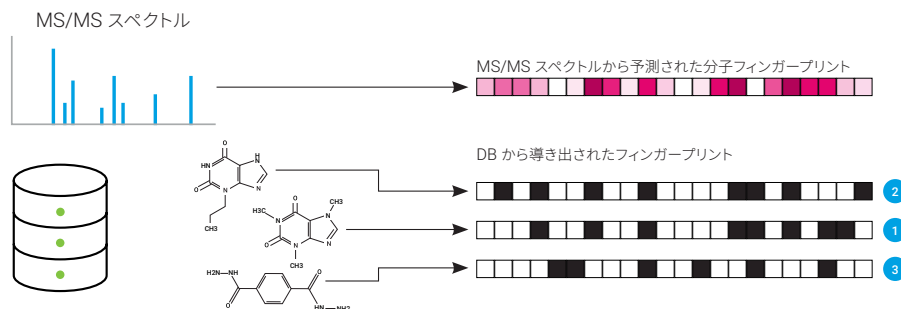 MS/MS スペクトル
MS/MS スペクトルから予測された分子フィンガープリント
DB から導き出されたフィンガープリント
O
H
HN
N
O
N
N
CH3
2
O
CH3
H3C
N
N
O
N
N
CH3
1
H2N—NH
O
O
HN—NH2
3